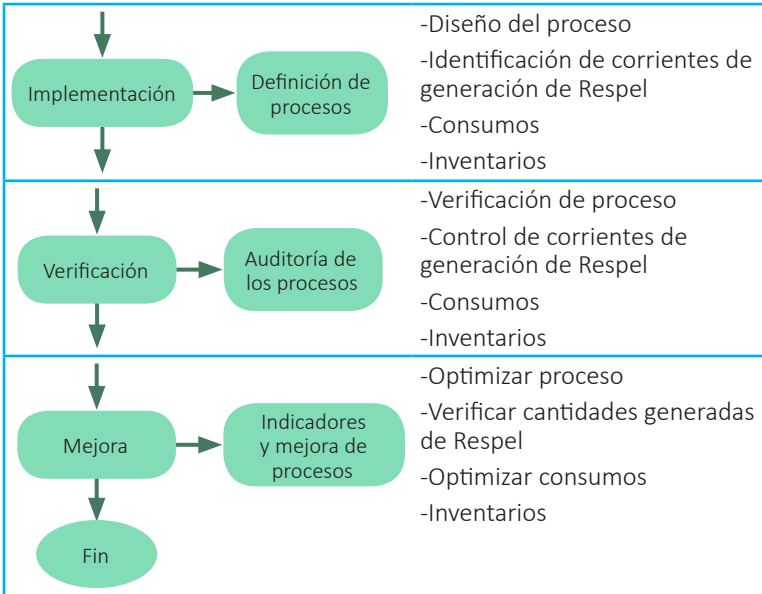 Implementación
Definición de
procesos
-Diseño del proceso
-Identificación de corrientes de
generación de Respel
-Consumos
-Inventarios
Verificación
Auditoría de
los procesos
-Verificación de proceso
-Control de corrientes de
generación de Respel
-Consumos
-Inventarios
Mejora
Indicadores
y mejora de
procesos
-Optimizar proceso
-Verificar cantidades generadas
de Respel
-Optimizar consumos
-Inventarios
Fin